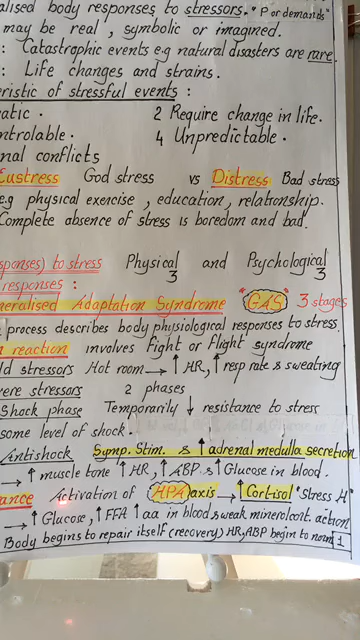 alised body responses to stressors. "P or demands"
may be real, symbolic or imagined.
: Catastrophic events e.g natural disasters are rare
: Life changes and strains.
eristic of stressful events:
atic. 2 Require change in life.
ntrolable. 4 Unpredictable.
nal conflicts
Eustress God stress vs Distress Bad stress
e.g physical exercise, education, relationship.
Complete absence of stress is boredom and bad.
sponses) to stress Physical 3 and Psychological 3
responses:
neralised Adaptation Syndrome "GAS" 3 stages
process describes body physiological responses to stress.
reaction involves Fight or Flight syndrome
ld stressors Hot room → ↑ HR, ↑ resp rate & sweating
vere stressors 2 phases
Shock phase Temporarily ↓ resistance to stress
some level of shock.
Antishock Symp. Stim. & ↑ adrenal medulla secretion
→ ↑ muscle tone ↑ HR, ↑ ABP & ↑ Glucose in blood.
ance Activation of HPA axis → ↑ Cortisol "Stress H
→ ↑ Glucose, ↑ FFA ↑ aa in blood & weak minerolcort. action
Body begins to repair itself (recovery) HR, ABP begin to norm 1